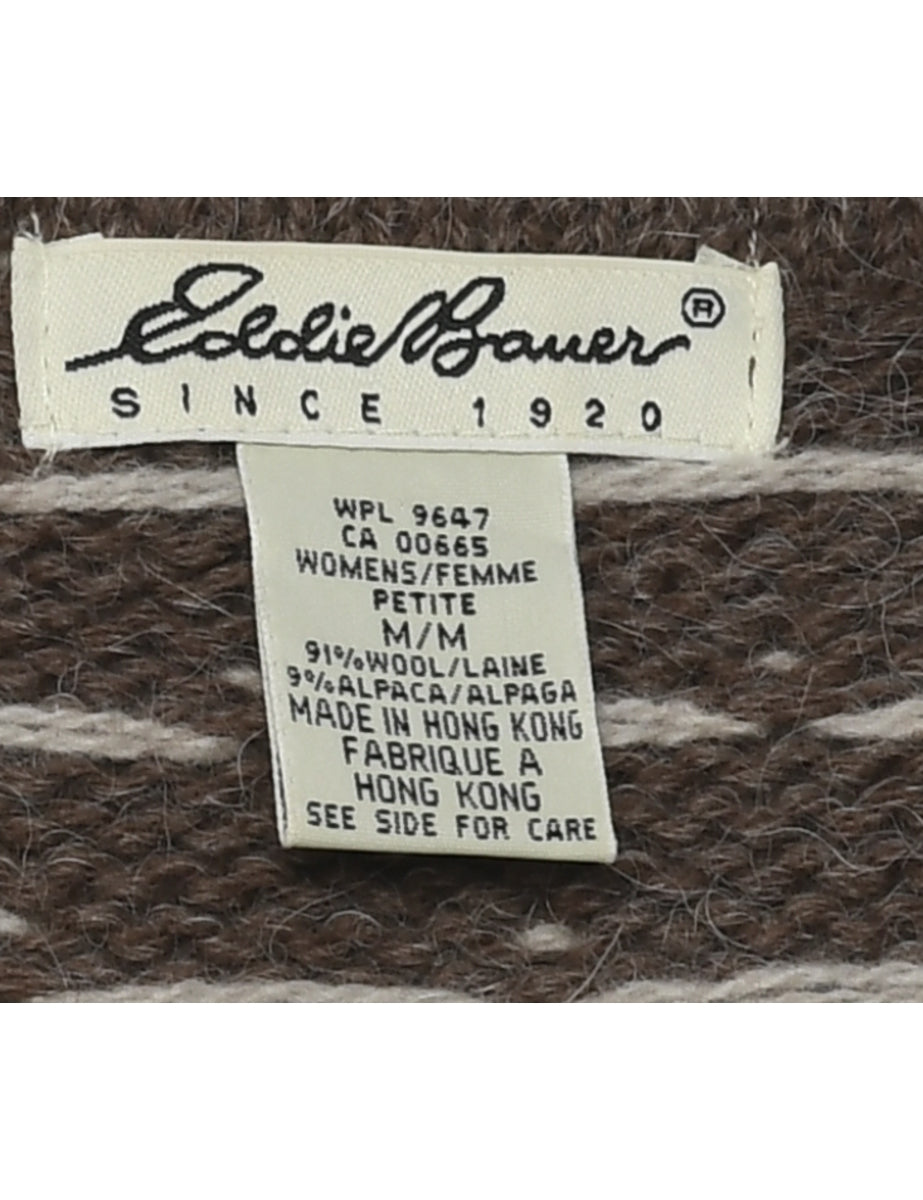 Eddie Bauer ®
SINCE 1920
WPL 9647
CA 00665
WOMENS/FEMME
PETITE
M/M
91%WOOL/LAINE
9%ALPACA/ALPAGA
MADE IN HONG KONG
FABRIQUE A
HONG KONG
SEE SIDE FOR CARE